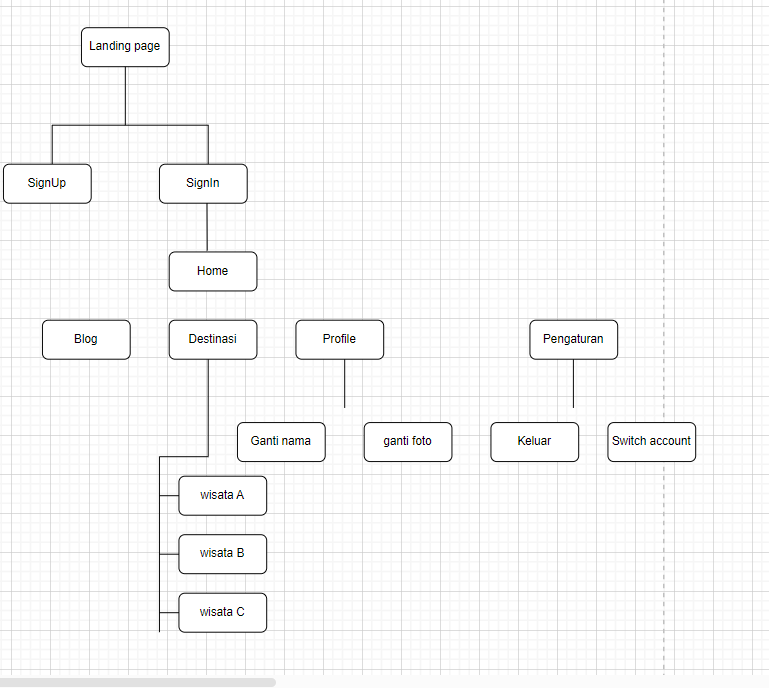 Landing page
SignUp
SignIn
Home
Blog
Destinasi
Profile
Pengaturan
Ganti nama
ganti foto
Keluar
Switch account
wisata A
wisata B
wisata C